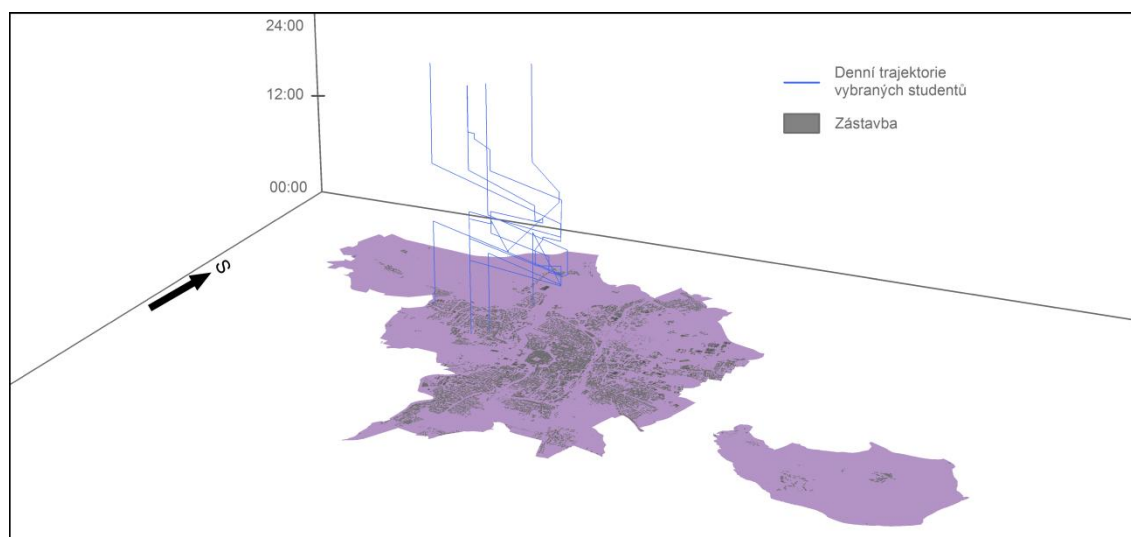 24:00
12:00
00:00
S
Denní trajektorie
vybraných studentů
Zástavba